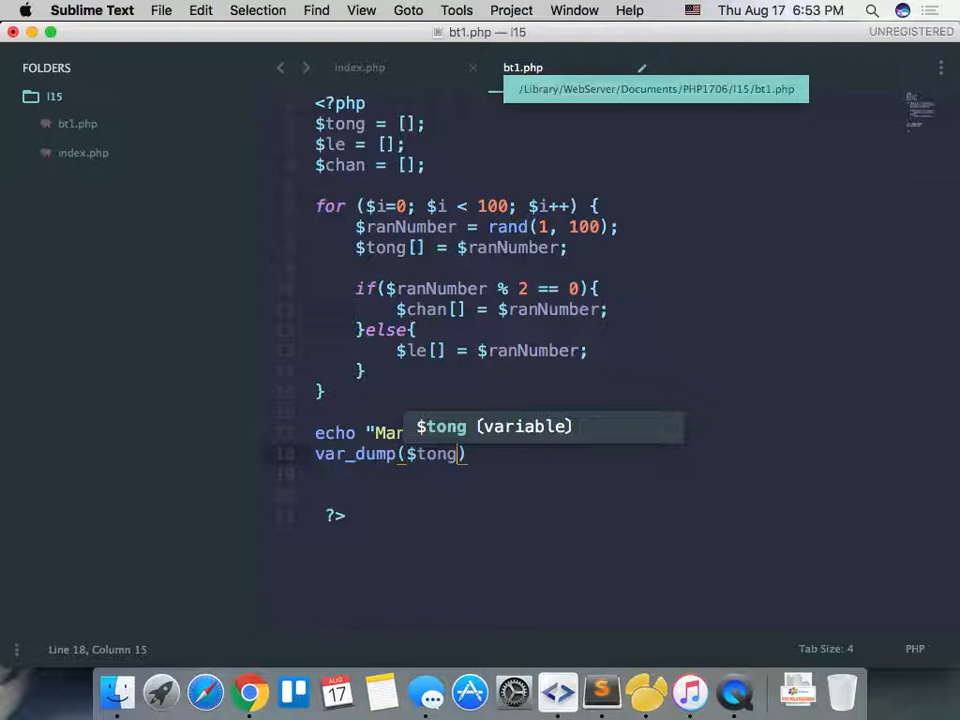 Sublime Text File Edit Selection Find View Goto Tools Project Window Help Thu Aug 17 6:53 PM
bt1.php — l15 UNREGISTERED
FOLDERS
l15
bt1.php
index.php
index.php bt1.php
/Library/WebServer/Documents/PHP1706/l15/bt1.php
<?php
$tong = [];
$le = [];
$chan = [];
for ($i=0; $i < 100; $i++) {
$ranNumber = rand(1, 100);
$tong[] = $ranNumber;
if($ranNumber % 2 == 0){
$chan[] = $ranNumber;
}else{
$le[] = $ranNumber;
}
}
echo "Mar
$tong (variable)
var_dump($tong)
?>
Line 18, Column 15 Tab Size: 4 PHP
AUG
17